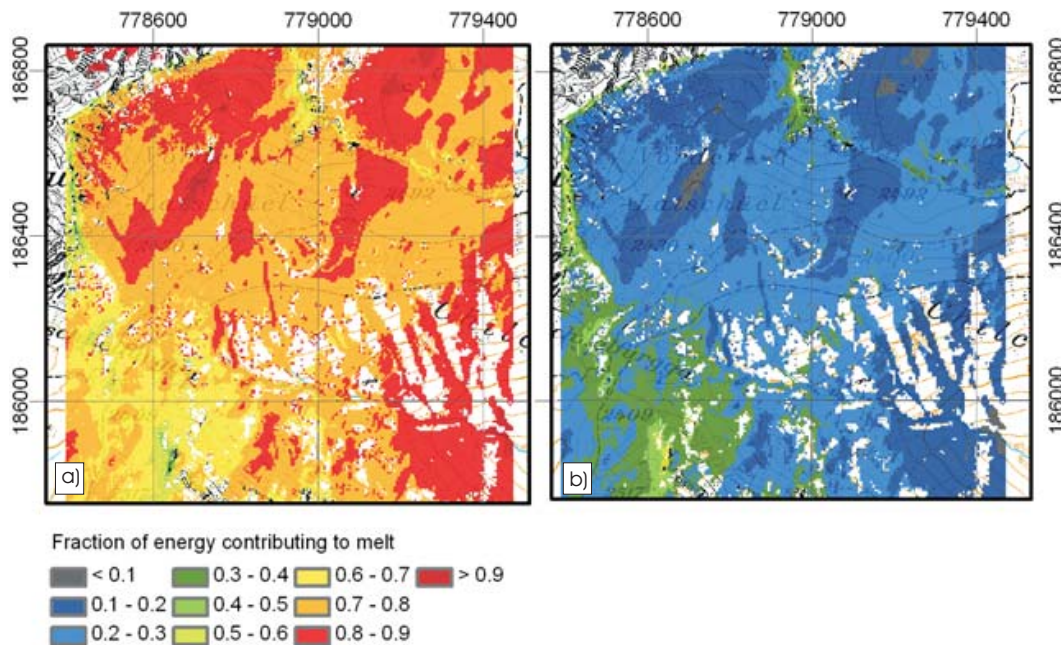 778600 779000 779400 778600 779000 779400
186800 186800
186400 186400
186000 186000
2492 2492
a) b)
Fraction of energy contributing to melt
< 0.1 0.3 - 0.4 0.6 - 0.7 > 0.9
0.1 - 0.2 0.4 - 0.5 0.7 - 0.8
0.2 - 0.3 0.5 - 0.6 0.8 - 0.9